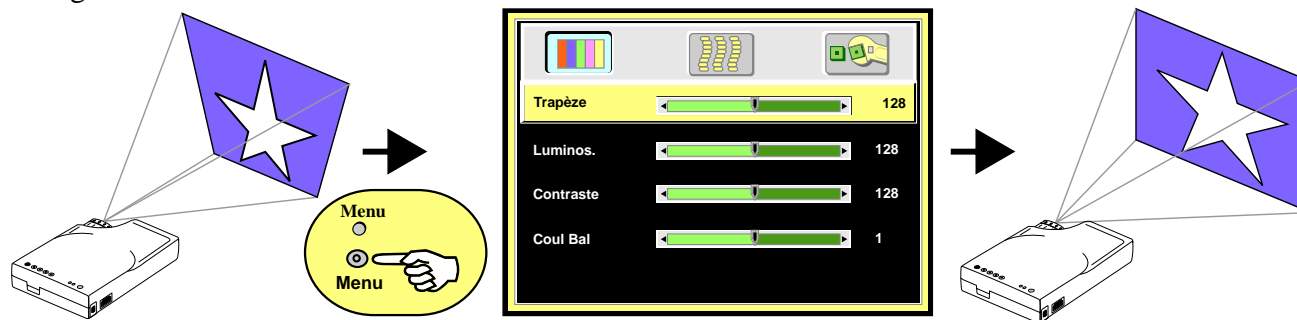 Menu
Menu
Trapèze 128
Luminos. 128
Contraste 128
Coul Bal 1